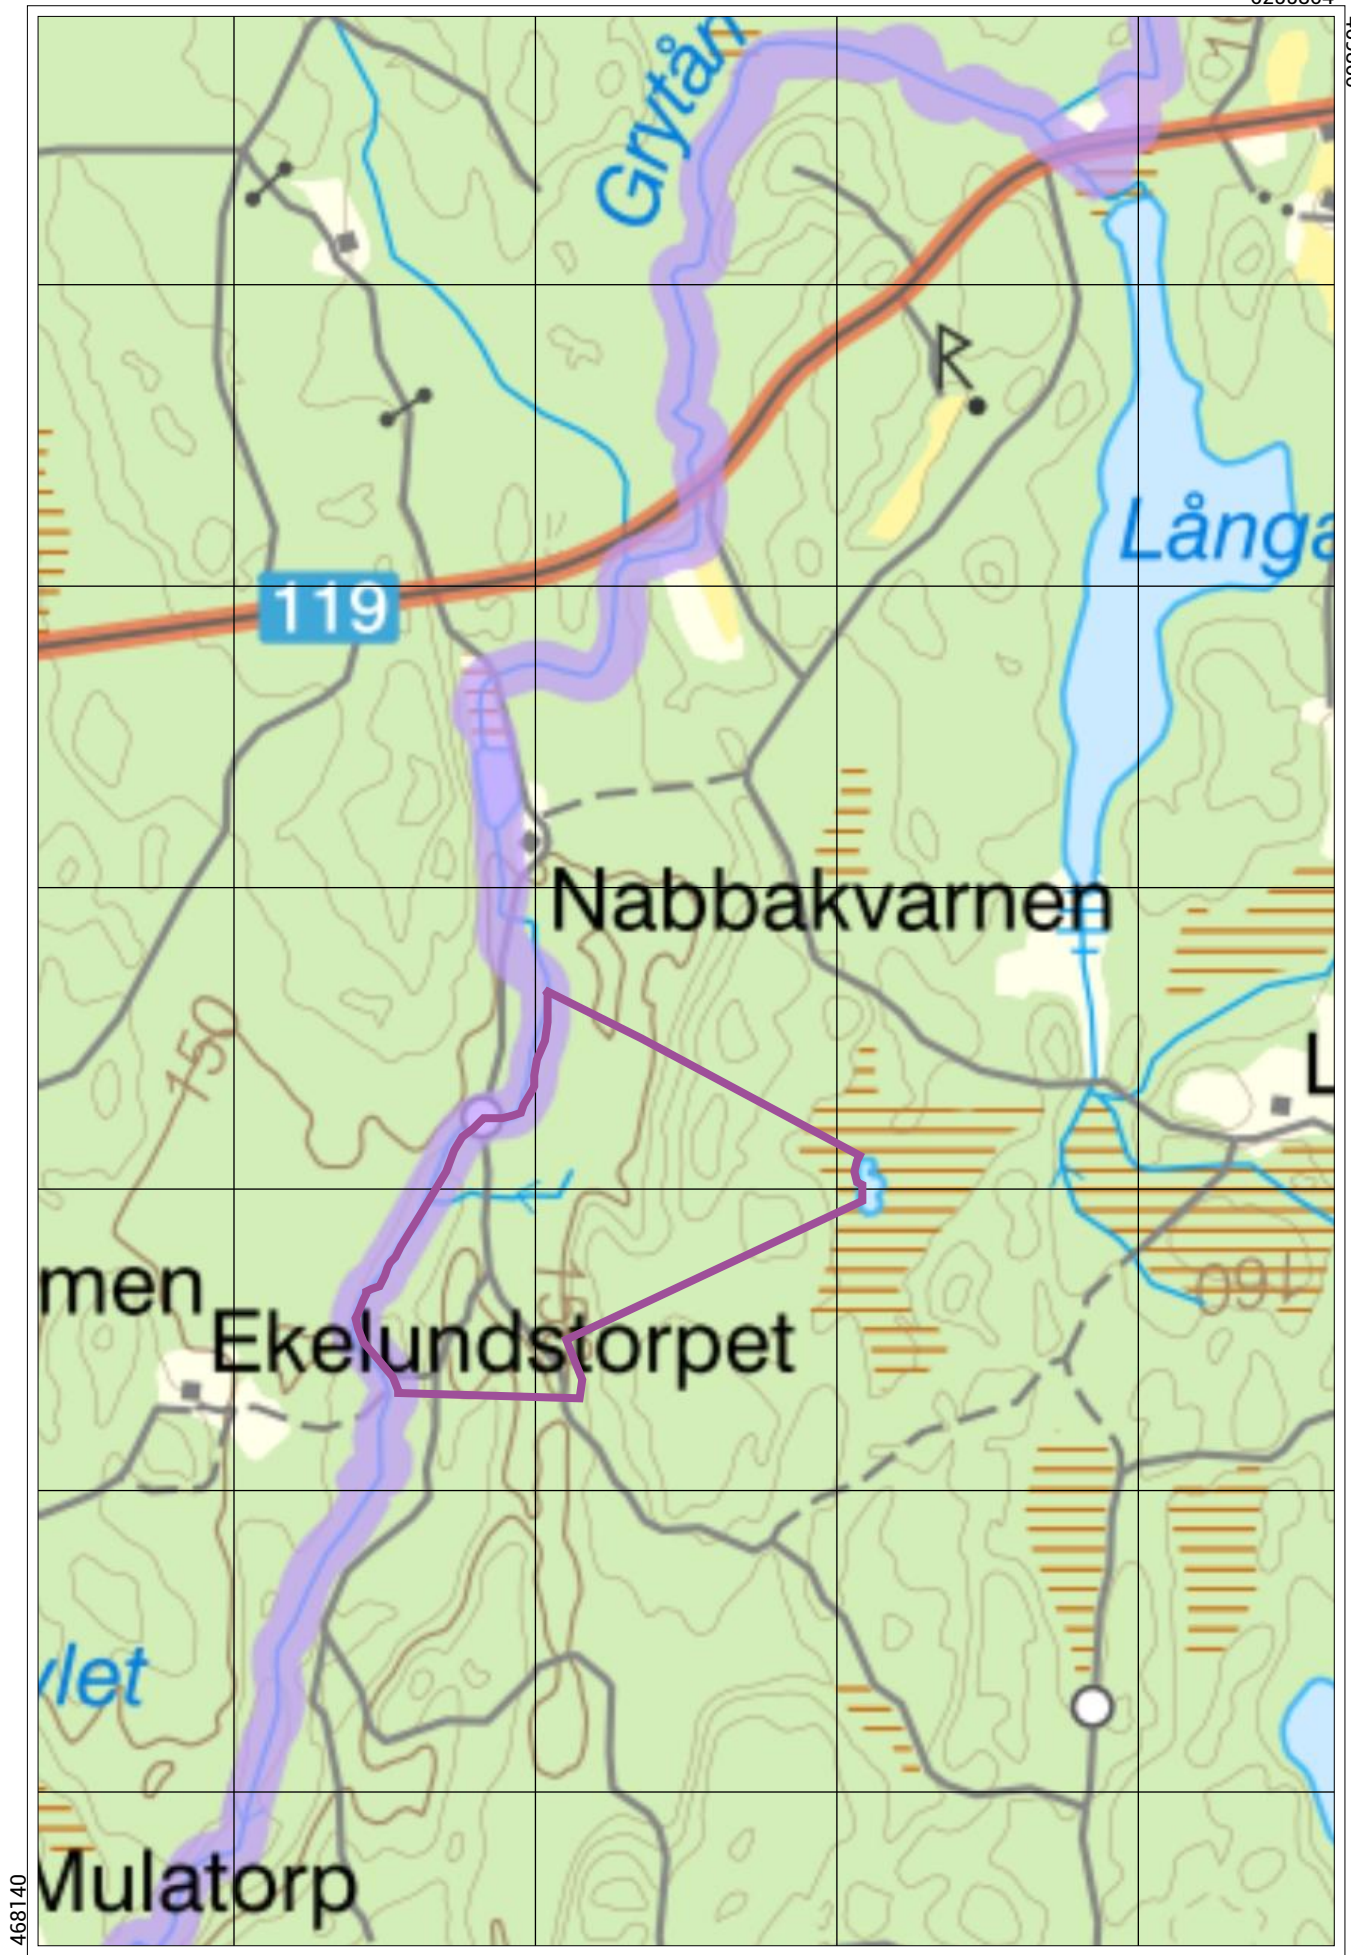 Grytån
R
Långa
119
Nabbakvarnen
150
L
men
Ekelundstorpet
160
vlet
Mulatorp
468140